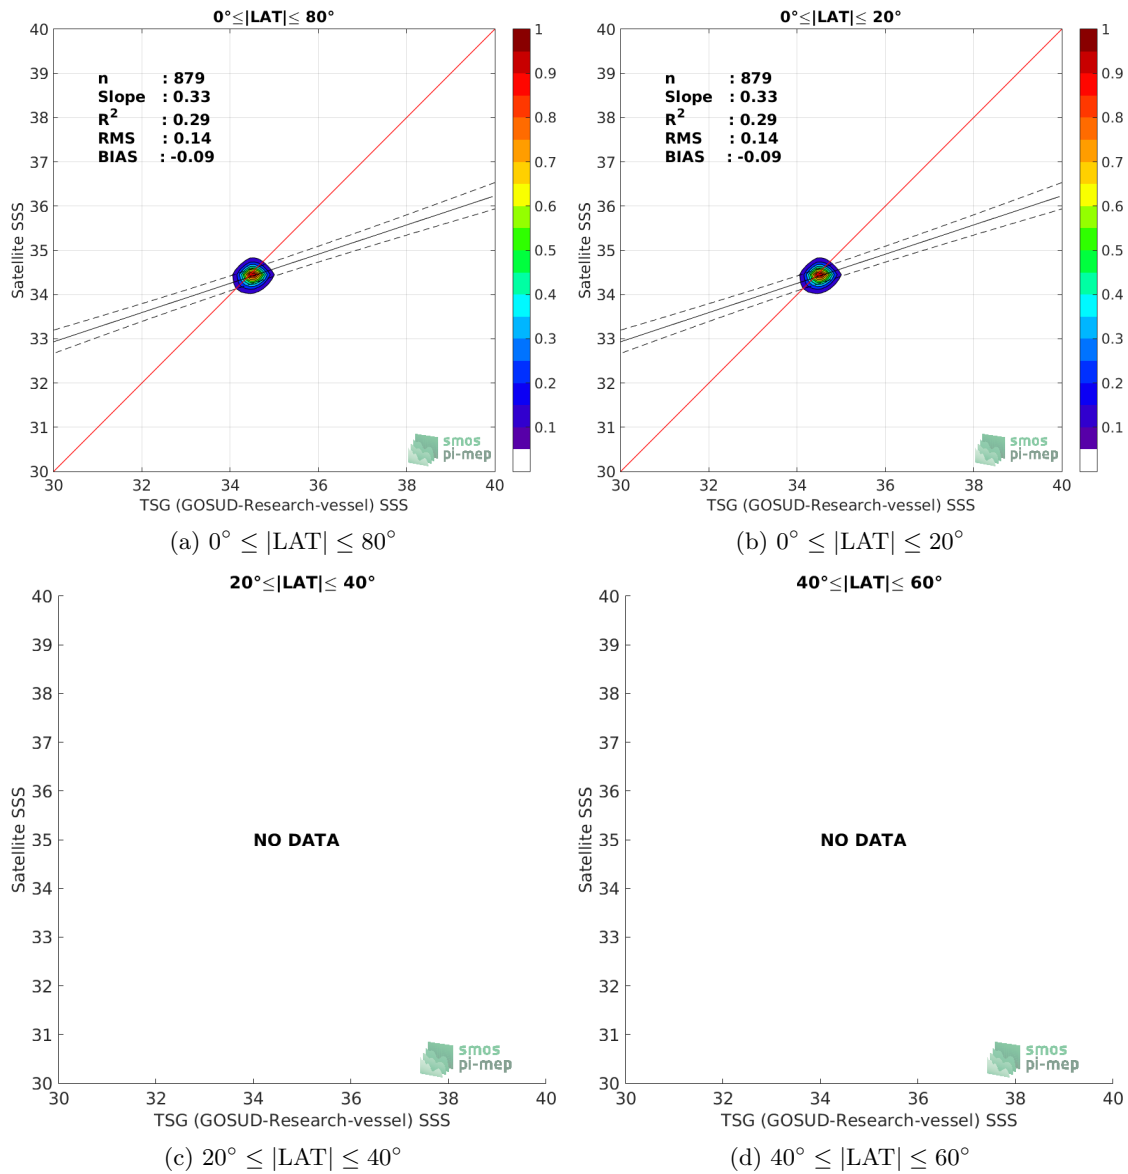 0°≤|LAT|≤ 80°
40
39
38
37
36
35
34
33
32
31
30
Satellite SSS
n : 879
Slope : 0.33
R2 : 0.29
RMS : 0.14
BIAS : -0.09
smos
pi-mep
30 32 34 36 38 40
TSG (GOSUD-Research-vessel) SSS
1
0.9
0.8
0.7
0.6
0.5
0.4
0.3
0.2
0.1
(a) 0° ≤ |LAT| ≤ 80°
0°≤|LAT|≤ 20°
40
39
38
37
36
35
34
33
32
31
30
Satellite SSS
n : 879
Slope : 0.33
R2 : 0.29
RMS : 0.14
BIAS : -0.09
smos
pi-mep
30 32 34 36 38 40
TSG (GOSUD-Research-vessel) SSS
1
0.9
0.8
0.7
0.6
0.5
0.4
0.3
0.2
0.1
(b) 0° ≤ |LAT| ≤ 20°
20°≤|LAT|≤ 40°
40
39
38
37
36
35
34
33
32
31
30
Satellite SSS
NO DATA
smos
pi-mep
30 32 34 36 38 40
TSG (GOSUD-Research-vessel) SSS
(c) 20° ≤ |LAT| ≤ 40°
40°≤|LAT|≤ 60°
40
39
38
37
36
35
34
33
32
31
30
Satellite SSS
NO DATA
smos
pi-mep
30 32 34 36 38 40
TSG (GOSUD-Research-vessel) SSS
(d) 40° ≤ |LAT| ≤ 60°